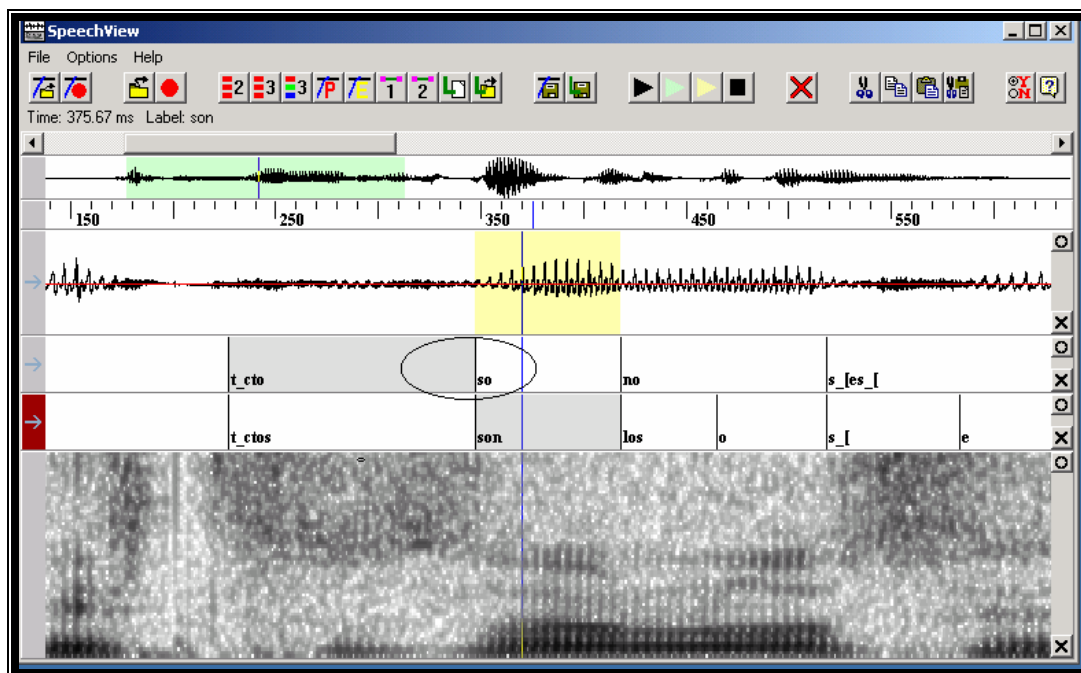 SpeechView
File Options Help
2 3 3 P E 1 2
Time: 375.67 ms Label: son
150 250 350 450 550
t_cto so no s_[es_[
t_ctos son los o s_[ e